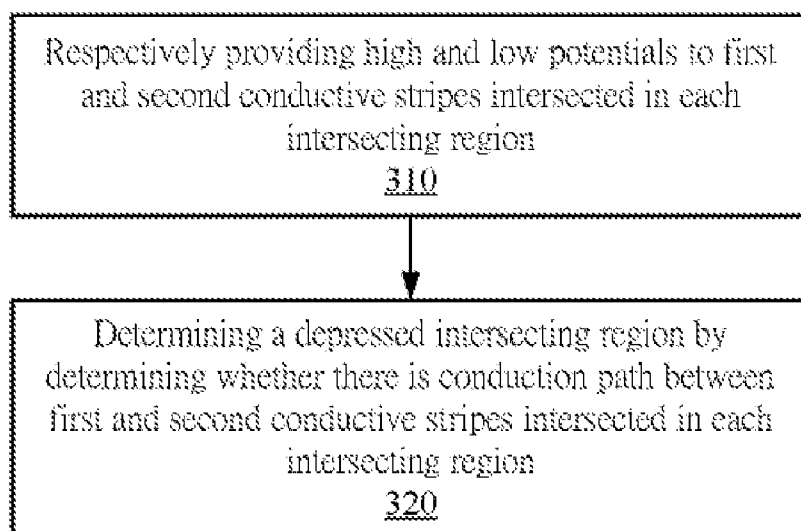 Respectively providing high and low potentials to first
and second conductive stripes intersected in each
intersecting region
310
Determining a depressed intersecting region by
determining whether there is conduction path between
first and second conductive stripes intersected in each
intersecting region
320